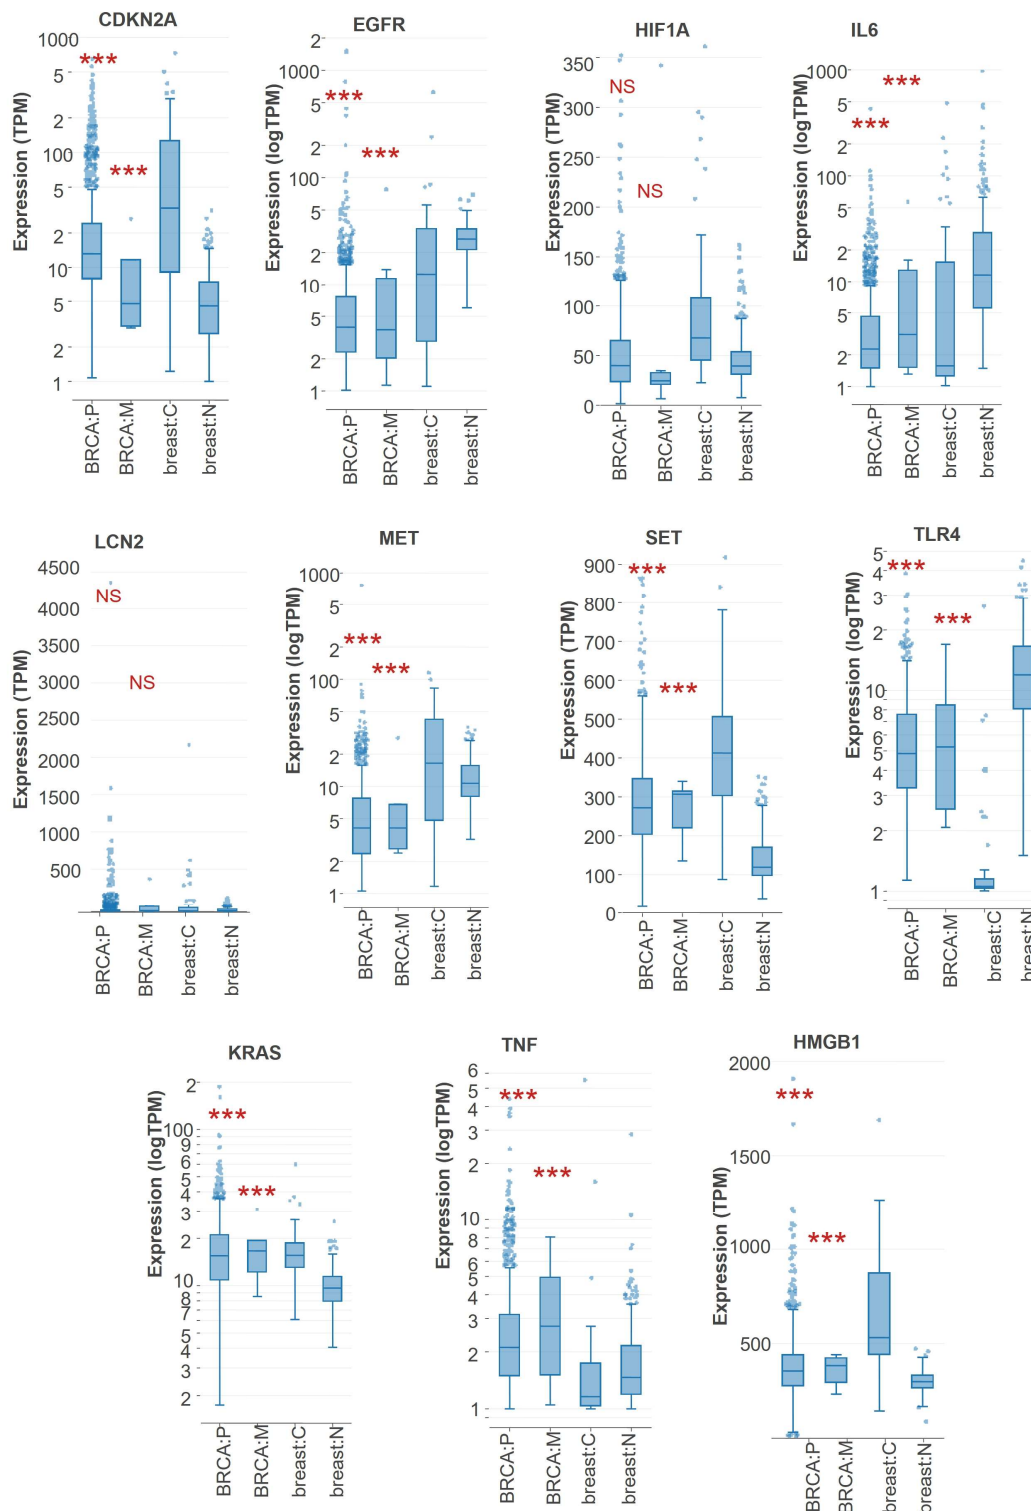 CDKN2A
Expression (TPM)
1000
5
2
100
5
2
10
5
2
1
***
***
BRCA:P
BRCA:M
breast:C
breast:N
EGFR
Expression (logTPM)
2
1000
5
2
100
5
2
10
5
2
1
***
***
BRCA:P
BRCA:M
breast:C
breast:N
HIF1A
Expression (TPM)
350
300
250
200
150
100
50
0
NS
NS
BRCA:P
BRCA:M
breast:C
breast:N
IL6
Expression (logTPM)
1000
5
2
100
5
2
10
5
2
1
***
***
BRCA:P
BRCA:M
breast:C
breast:N
LCN2
Expression (TPM)
4500
4000
3500
3000
2500
2000
1500
1000
500
NS
NS
BRCA:P
BRCA:M
breast:C
breast:N
MET
Expression (logTPM)
1000
5
2
100
5
2
10
5
2
1
***
***
BRCA:P
BRCA:M
breast:C
breast:N
SET
Expression (TPM)
900
800
700
600
500
400
300
200
100
0
***
***
BRCA:P
BRCA:M
breast:C
breast:N
TLR4
Expression (logTPM)
5
4
3
2
10
8
6
5
4
3
2
1
***
***
BRCA:P
BRCA:M
breast:C
breast:N
KRAS
Expression (logTPM)
2
100
8
6
5
4
3
2
10
8
6
5
4
3
2
***
***
BRCA:P
BRCA:M
breast:C
breast:N
TNF
Expression (logTPM)
6
5
4
3
2
10
8
6
5
4
3
2
1
***
***
BRCA:P
BRCA:M
breast:C
breast:N
HMGB1
Expression (TPM)
2000
1500
1000
500
***
***
BRCA:P
BRCA:M
breast:C
breast:N